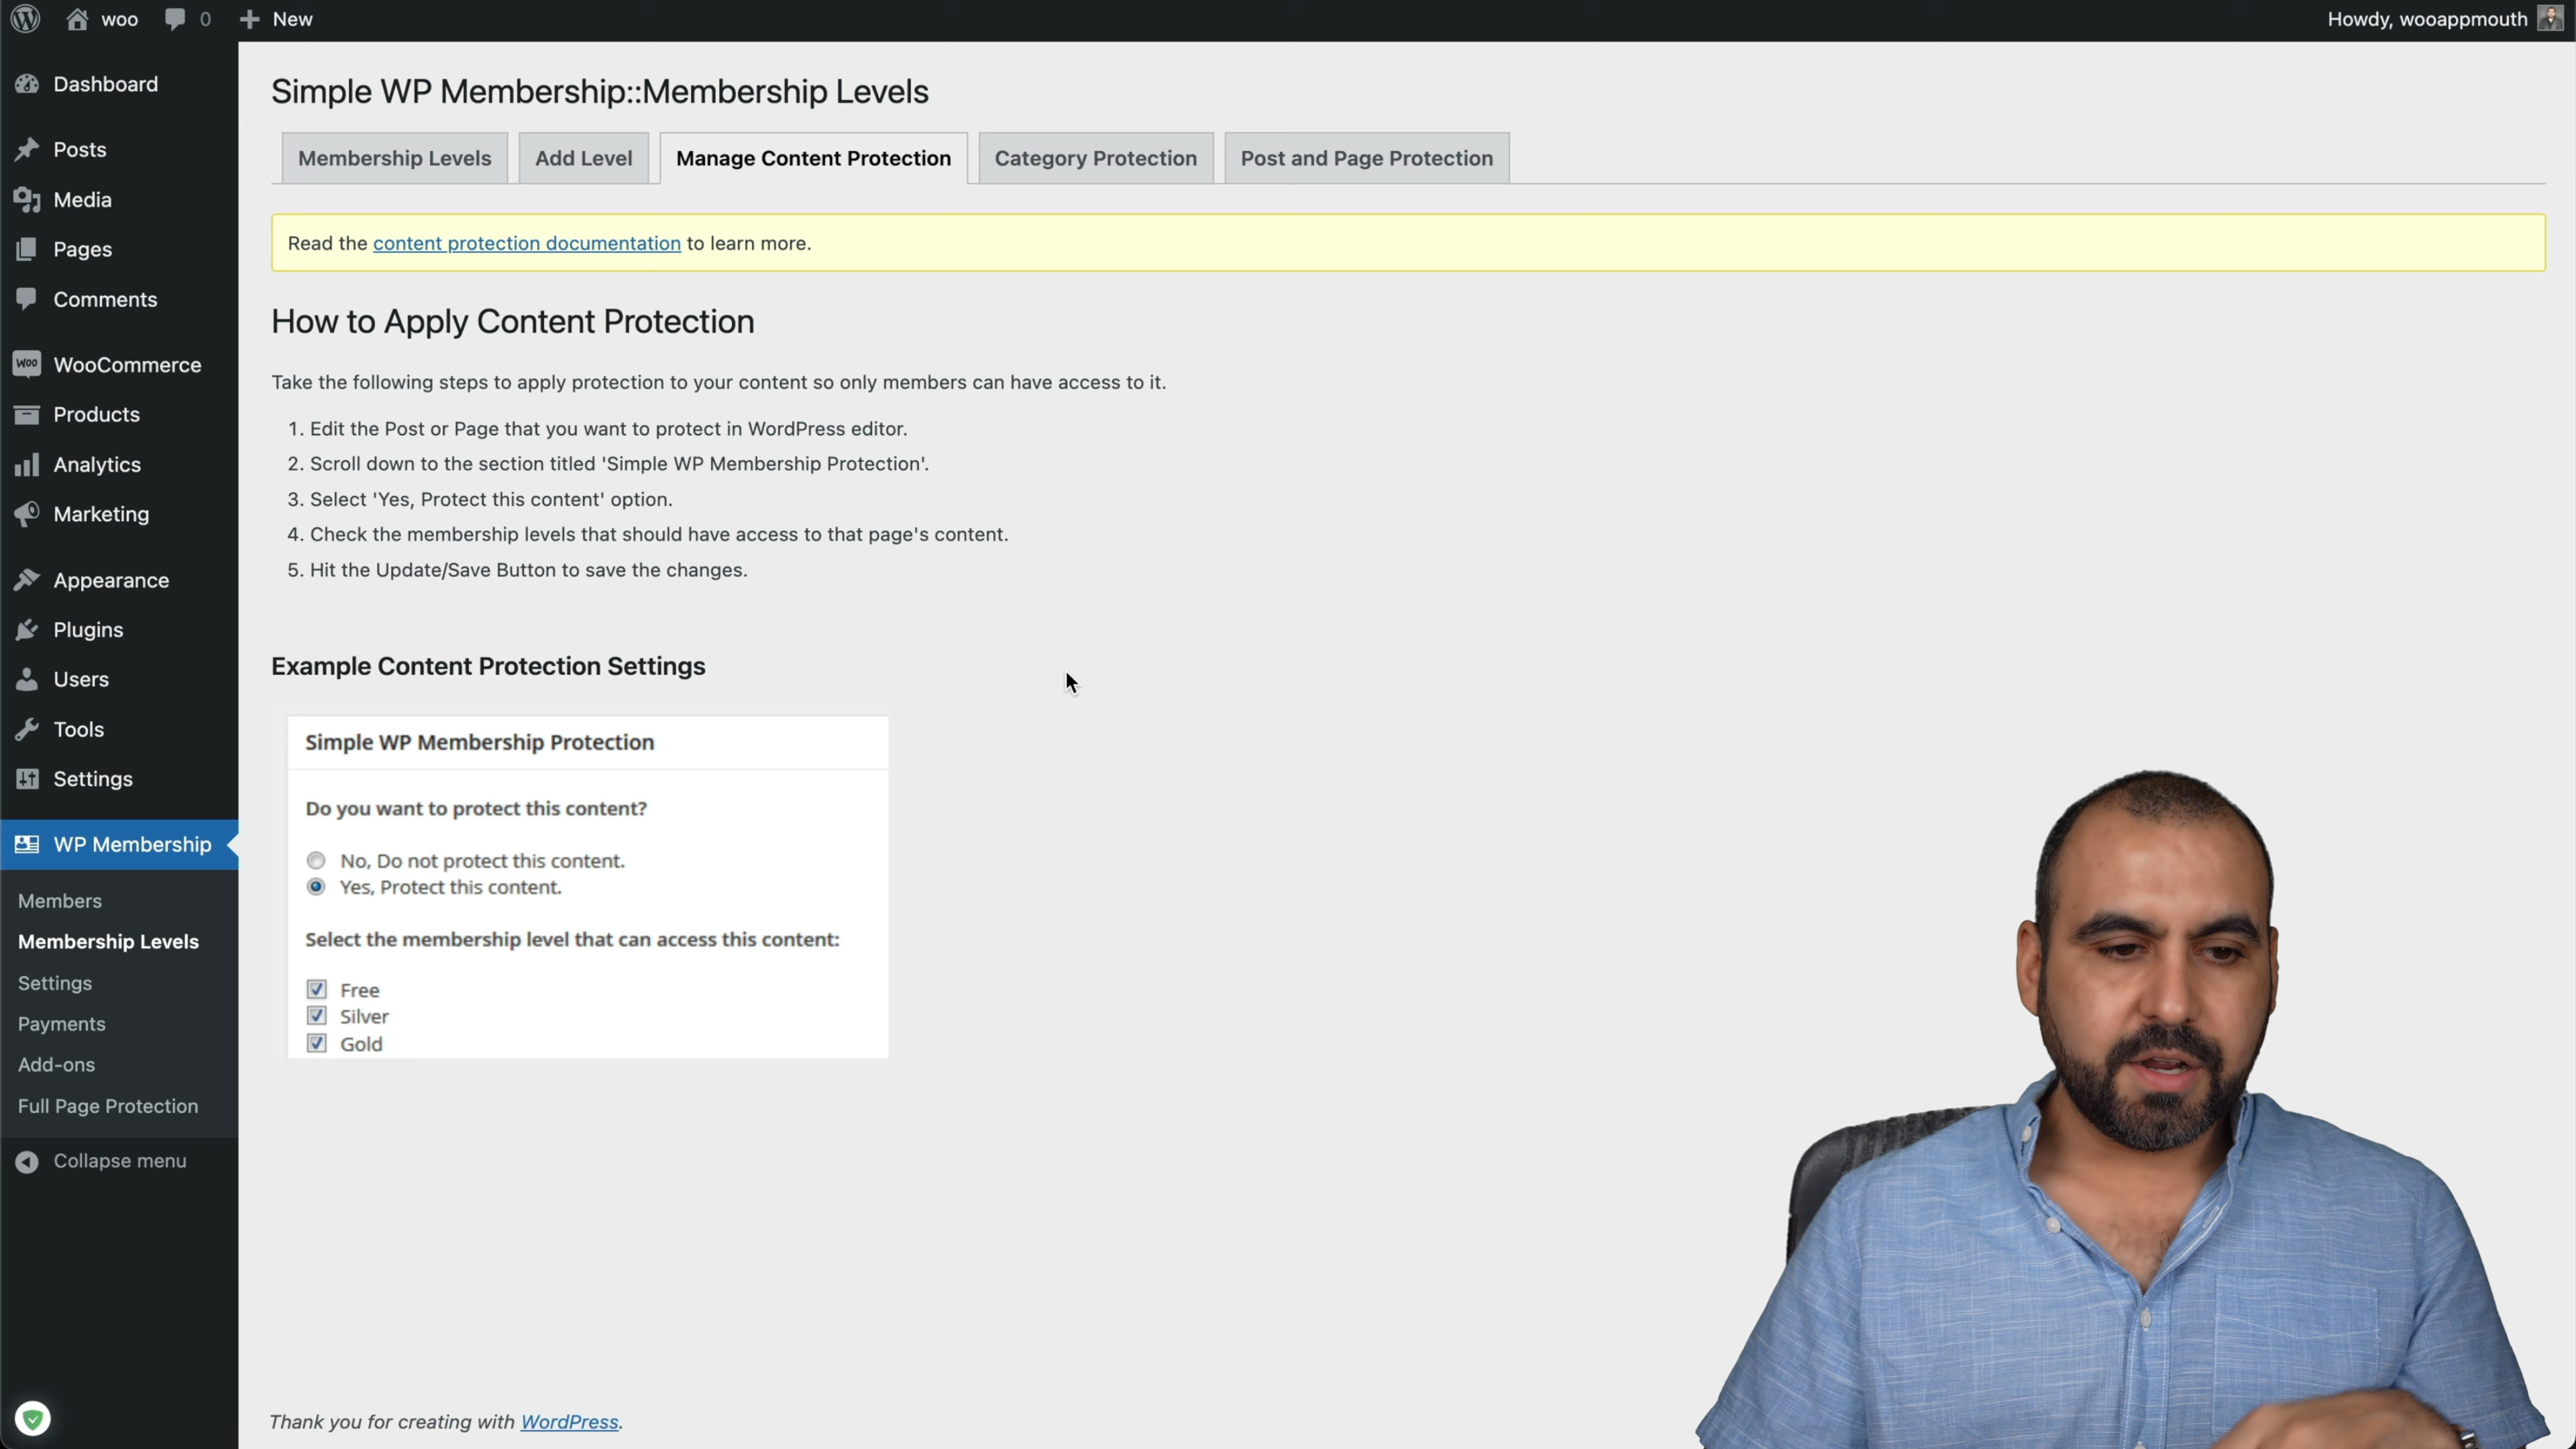 woo 0 New Howdy, wooappmouth
Dashboard
Posts
Media
Pages
Comments
WOO WooCommerce
Products
Analytics
Marketing
Appearance
Plugins
Users
Tools
Settings
WP Membership
Members
Membership Levels
Settings
Payments
Add-ons
Full Page Protection
Collapse menu
Simple WP Membership::Membership Levels
Membership Levels Add Level Manage Content Protection Category Protection Post and Page Protection
Read the content protection documentation to learn more.
How to Apply Content Protection
Take the following steps to apply protection to your content so only members can have access to it.
1. Edit the Post or Page that you want to protect in WordPress editor.
2. Scroll down to the section titled 'Simple WP Membership Protection'.
3. Select 'Yes, Protect this content' option.
4. Check the membership levels that should have access to that page's content.
5. Hit the Update/Save Button to save the changes.
Example Content Protection Settings
Simple WP Membership Protection
Do you want to protect this content?
No, Do not protect this content.
Yes, Protect this content.
Select the membership level that can access this content:
Free
Silver
Gold
Thank you for creating with WordPress.